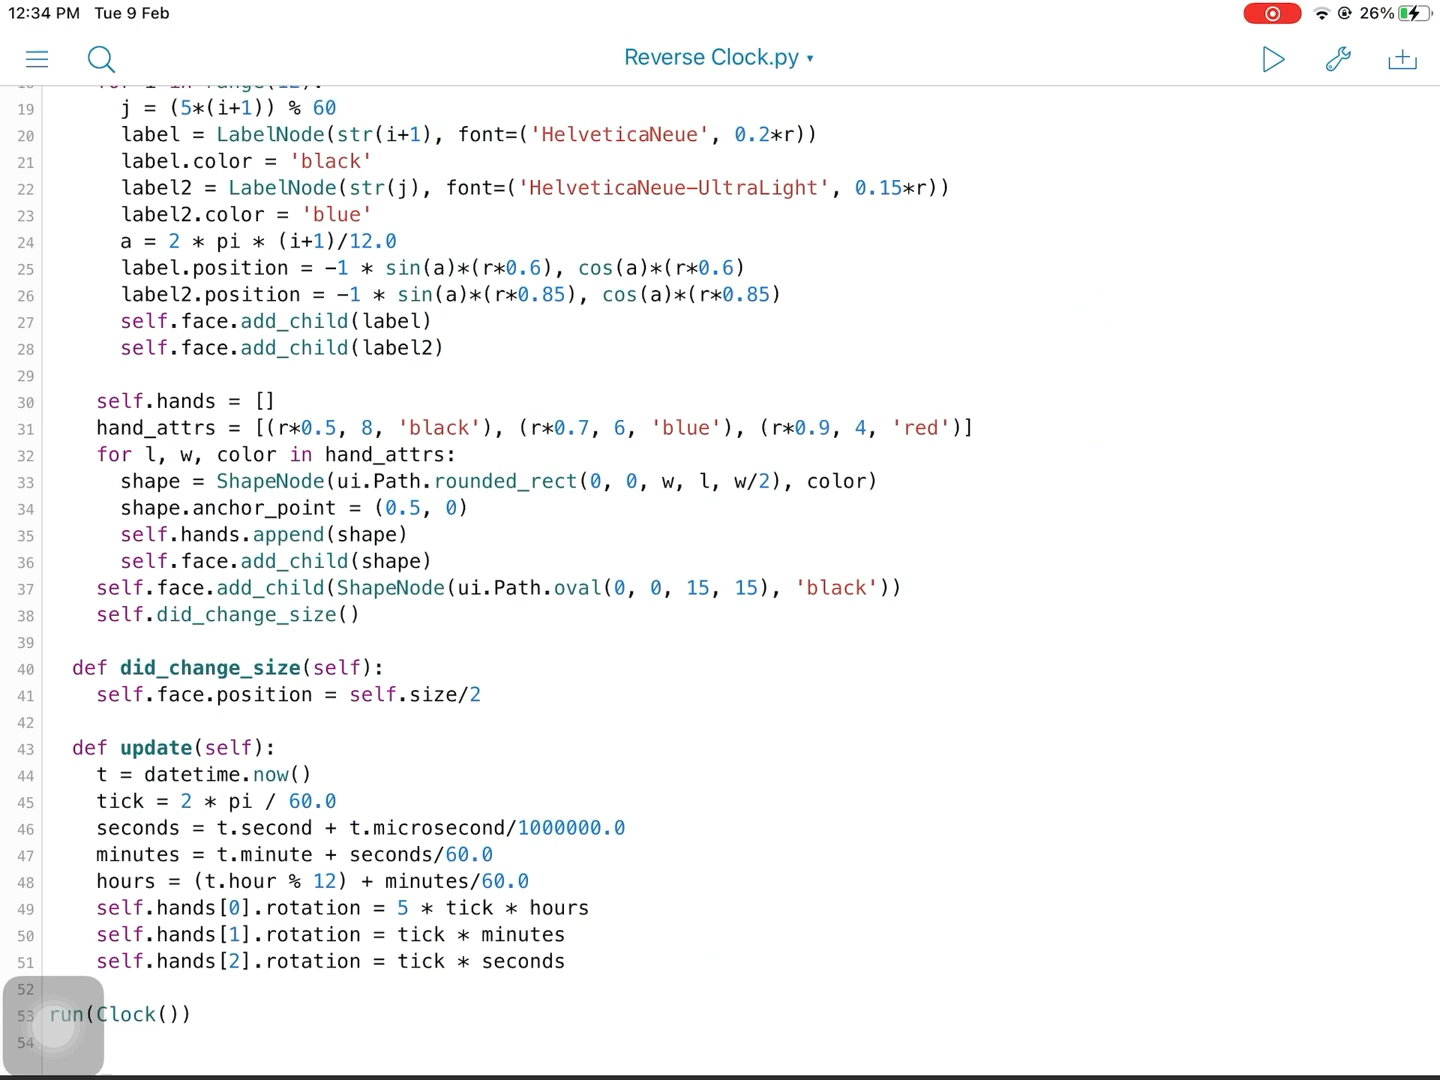 12:34 PM Tue 9 Feb
26%
Reverse Clock.py ▾
18 for i in range(12):
19 j = (5*(i+1)) % 60
20 label = LabelNode(str(i+1), font=('HelveticaNeue', 0.2*r))
21 label.color = 'black'
22 label2 = LabelNode(str(j), font=('HelveticaNeue-UltraLight', 0.15*r))
23 label2.color = 'blue'
24 a = 2 * pi * (i+1)/12.0
25 label.position = -1 * sin(a)*(r*0.6), cos(a)*(r*0.6)
26 label2.position = -1 * sin(a)*(r*0.85), cos(a)*(r*0.85)
27 self.face.add_child(label)
28 self.face.add_child(label2)
29
30 self.hands = []
31 hand_attrs = [(r*0.5, 8, 'black'), (r*0.7, 6, 'blue'), (r*0.9, 4, 'red')]
32 for l, w, color in hand_attrs:
33 shape = ShapeNode(ui.Path.rounded_rect(0, 0, w, l, w/2), color)
34 shape.anchor_point = (0.5, 0)
35 self.hands.append(shape)
36 self.face.add_child(shape)
37 self.face.add_child(ShapeNode(ui.Path.oval(0, 0, 15, 15), 'black'))
38 self.did_change_size()
39
40 def did_change_size(self):
41 self.face.position = self.size/2
42
43 def update(self):
44 t = datetime.now()
45 tick = 2 * pi / 60.0
46 seconds = t.second + t.microsecond/1000000.0
47 minutes = t.minute + seconds/60.0
48 hours = (t.hour % 12) + minutes/60.0
49 self.hands[0].rotation = 5 * tick * hours
50 self.hands[1].rotation = tick * minutes
51 self.hands[2].rotation = tick * seconds
52
53 run(Clock())
54